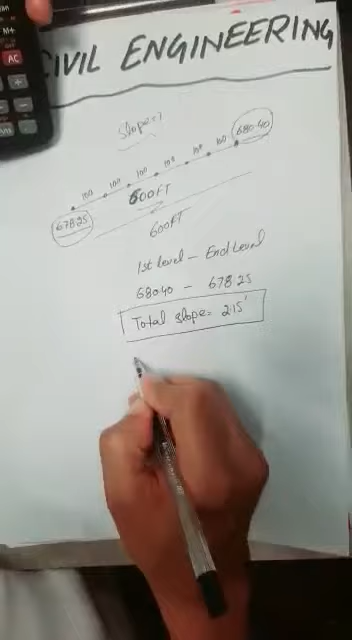 M+
AC
CIVIL ENGINEERING
Slope=?
680.40
100 100 100 100 100 100
600FT
678.25
600FT
1st Level - End Level
680.40 - 678.25
Total slope = 2.15'